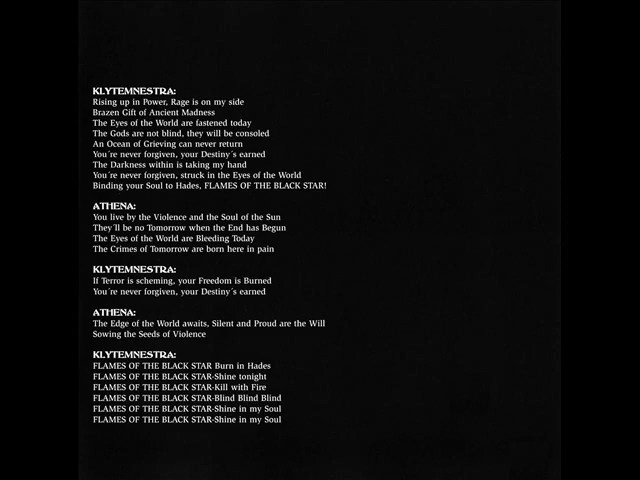 KLYTEMNESTRA:
Rising up in Power, Rage is on my side
Brazen Gift of Ancient Madness
The Eyes of the World are fastened today
The Gods are not blind, they will be consoled
An Ocean of Grieving can never return
You´re never forgiven, your Destiny´s earned
The Darkness within is taking my hand
You´re never forgiven, struck in the Eyes of the World
Binding your Soul to Hades, FLAMES OF THE BLACK STAR!
ATHENA:
You live by the Violence and the Soul of the Sun
They´ll be no Tomorrow when the End has Begun
The Eyes of the World are Bleeding Today
The Crimes of Tomorrow are born here in pain
KLYTEMNESTRA:
If Terror is scheming, your Freedom is Burned
You´re never forgiven, your Destiny´s earned
ATHENA:
The Edge of the World awaits, Silent and Proud are the Will
Sowing the Seeds of Violence
KLYTEMNESTRA:
FLAMES OF THE BLACK STAR Burn in Hades
FLAMES OF THE BLACK STAR-Shine tonight
FLAMES OF THE BLACK STAR-Kill with Fire
FLAMES OF THE BLACK STAR-Blind Blind Blind
FLAMES OF THE BLACK STAR-Shine in my Soul
FLAMES OF THE BLACK STAR-Shine in my Soul